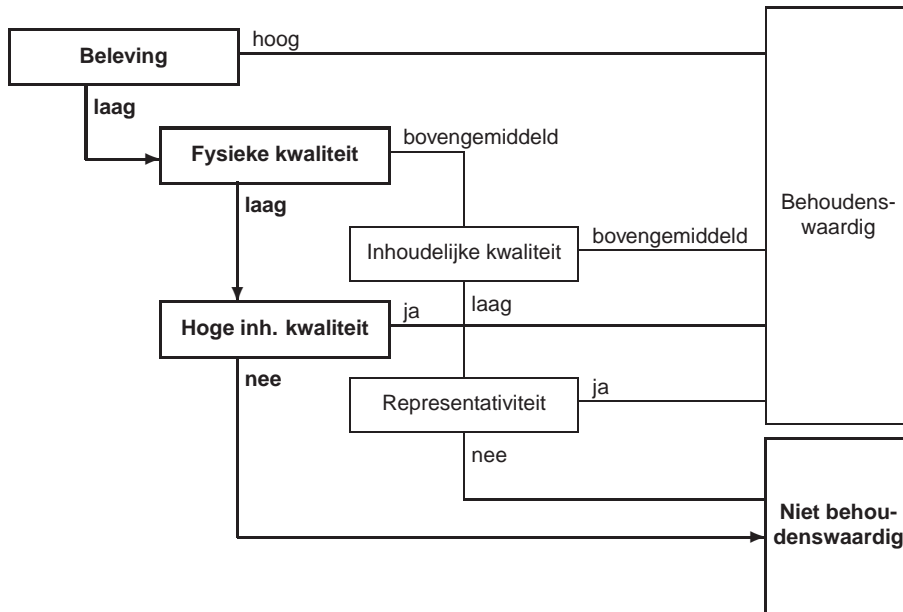 hoog
Beleving
laag
bovengemiddeld
Fysieke kwaliteit
laag
Behoudens-
waardig
bovengemiddeld
Inhoudelijke kwaliteit
laag
ja
Hoge inh. kwaliteit
nee
ja
Representativiteit
nee
Niet behou-
denswaardig